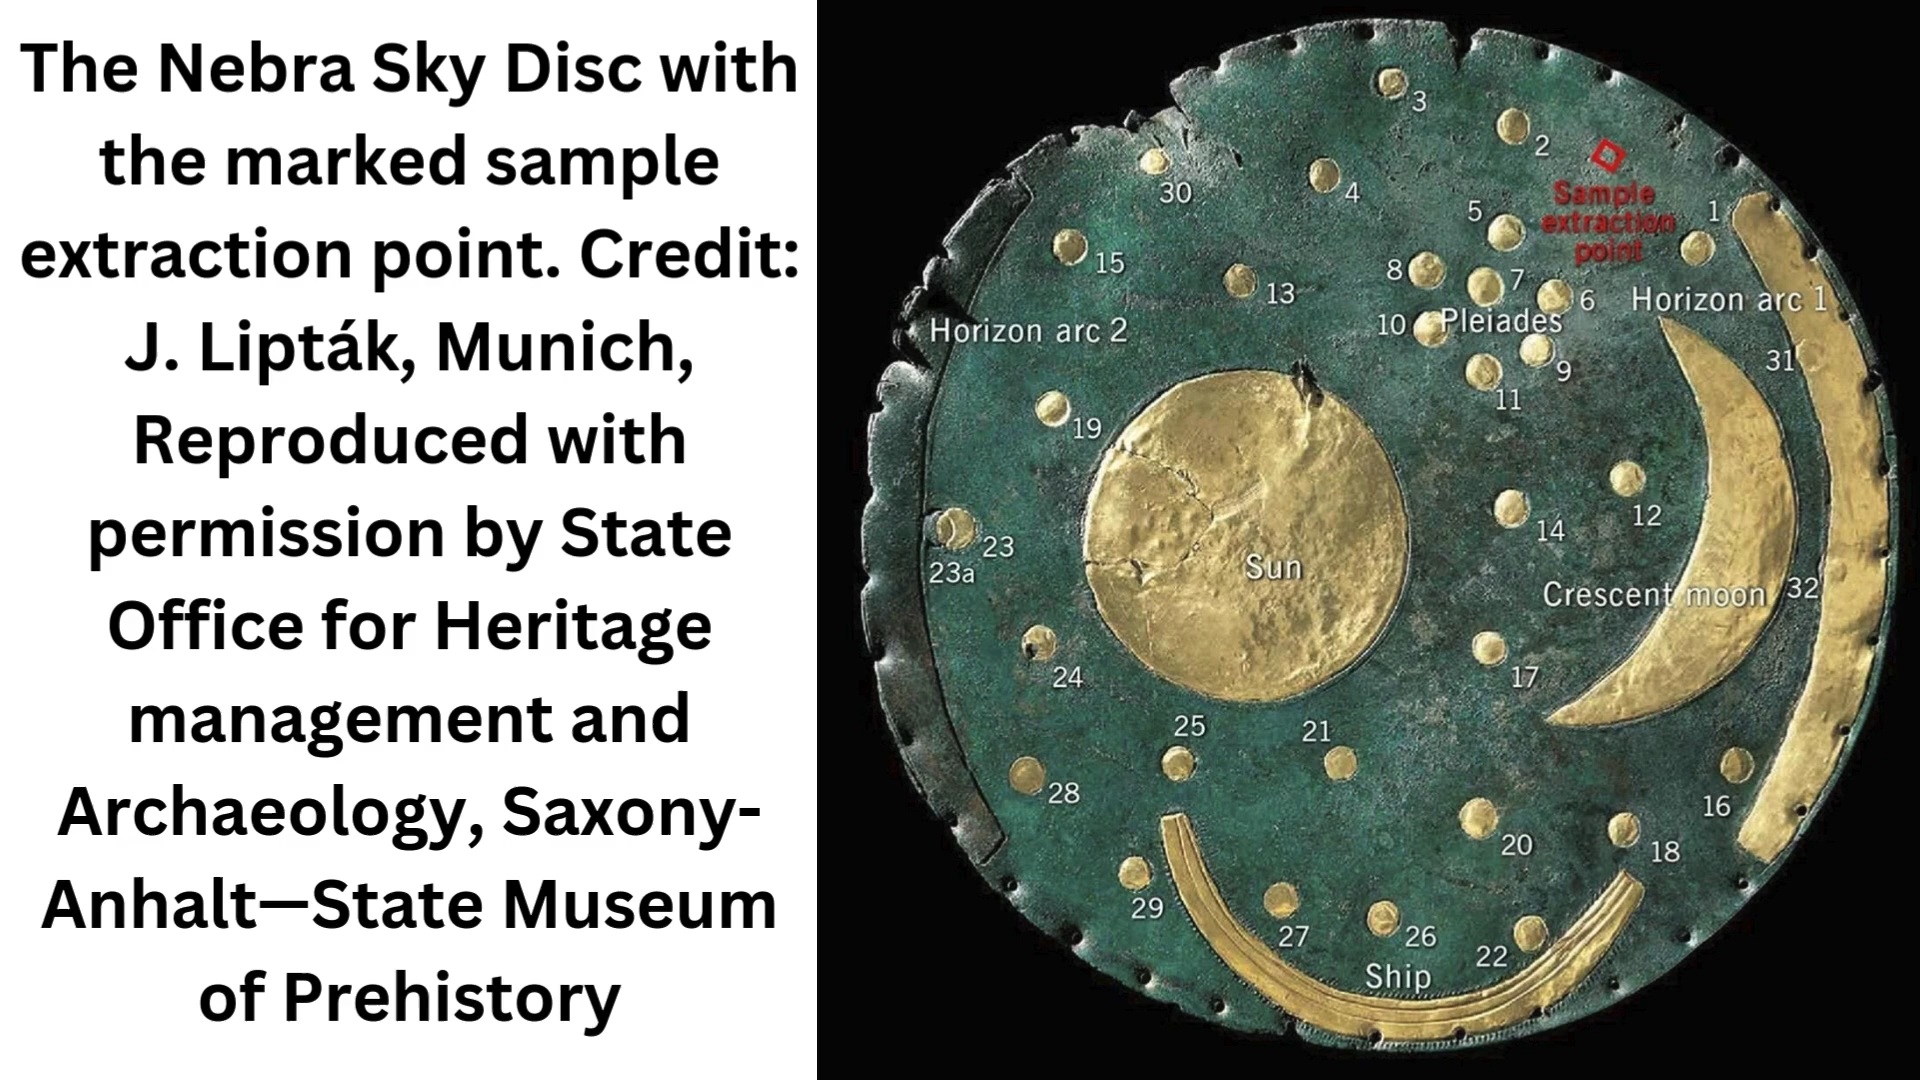 The Nebra Sky Disc with
the marked sample
extraction point. Credit:
J. Lipták, Munich,
Reproduced with
permission by State
Office for Heritage
management and
Archaeology, Saxony-
Anhalt—State Museum
of Prehistory
3
2
30
4
Sample
extraction
point
5
1
15
13
8
7
6
Horizon arc 1
10
Pleiades
Horizon arc 2
31
9
11
19
12
14
23
23a
Sun
Crescent moon
32
24
17
25
21
28
16
20
18
29
27
26
22
Ship